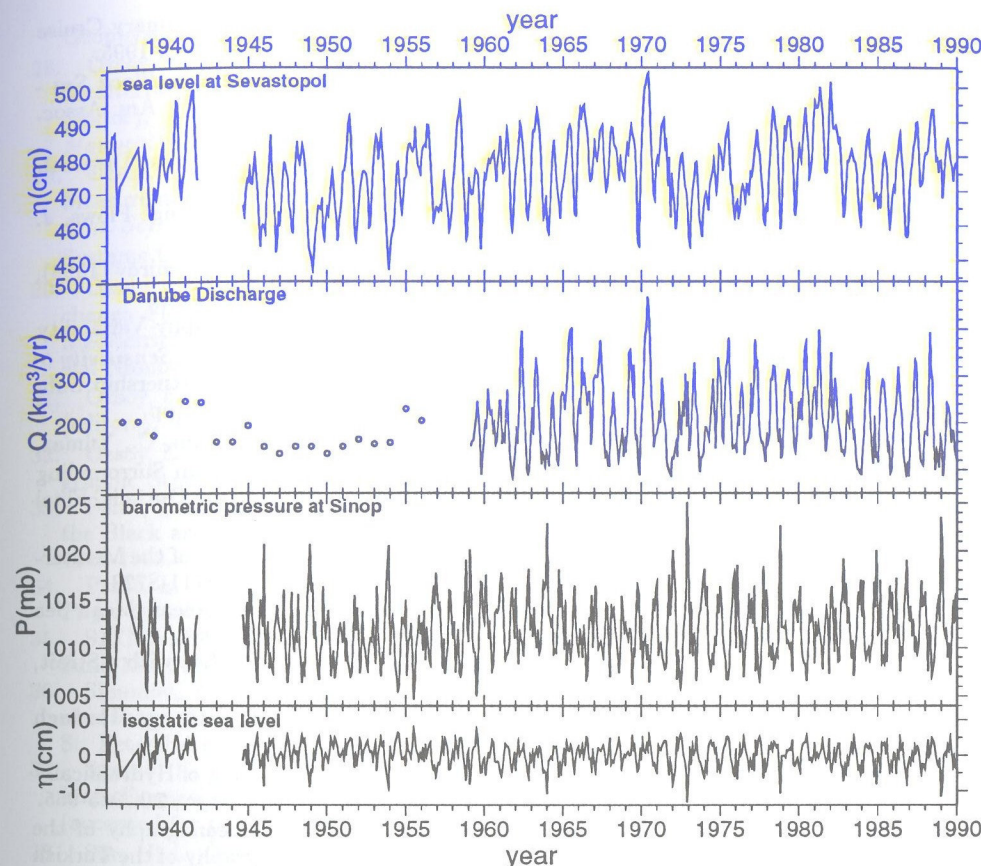 year
1940 1945 1950 1955 1960 1965 1970 1975 1980 1985 1990
sea level at Sevastopol
500
490
480
470
460
450
η(cm)
Danube Discharge
500
400
300
200
100
Q (km³/yr)
barometric pressure at Sinop
1025
1020
1015
1010
1005
P(mb)
isostatic sea level
10
0
-10
η(cm)
1940 1945 1950 1955 1960 1965 1970 1975 1980 1985 1990
year